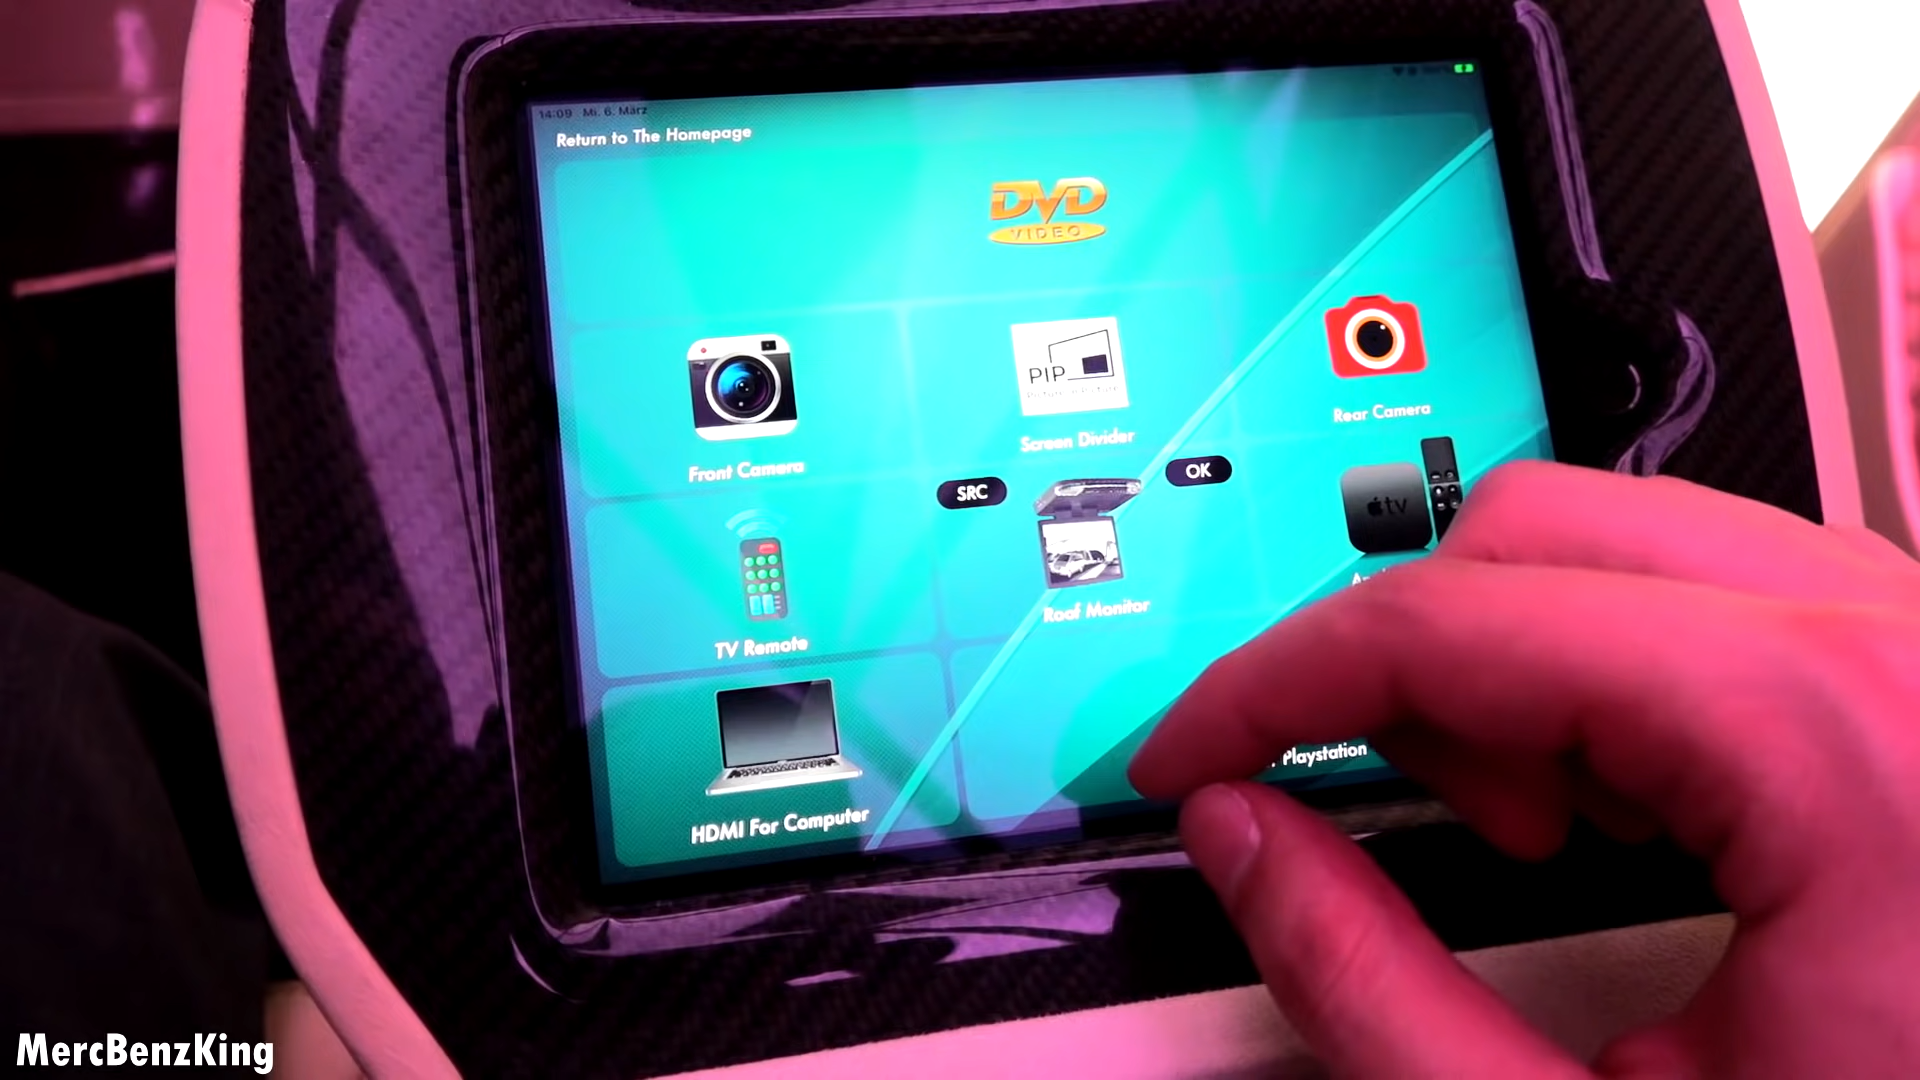 14:09 Mi. 6. März
Return to The Homepage
DVD
VIDEO
PIP
Front Camera
Screen Divider
Rear Camera
SRC
OK
tv
TV Remote
Roof Monitor
HDMI For Computer
Playstation
MercBenzKing